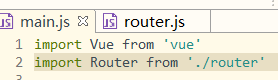 main.js router.js
1 import Vue from 'vue'
2 import Router from './router'